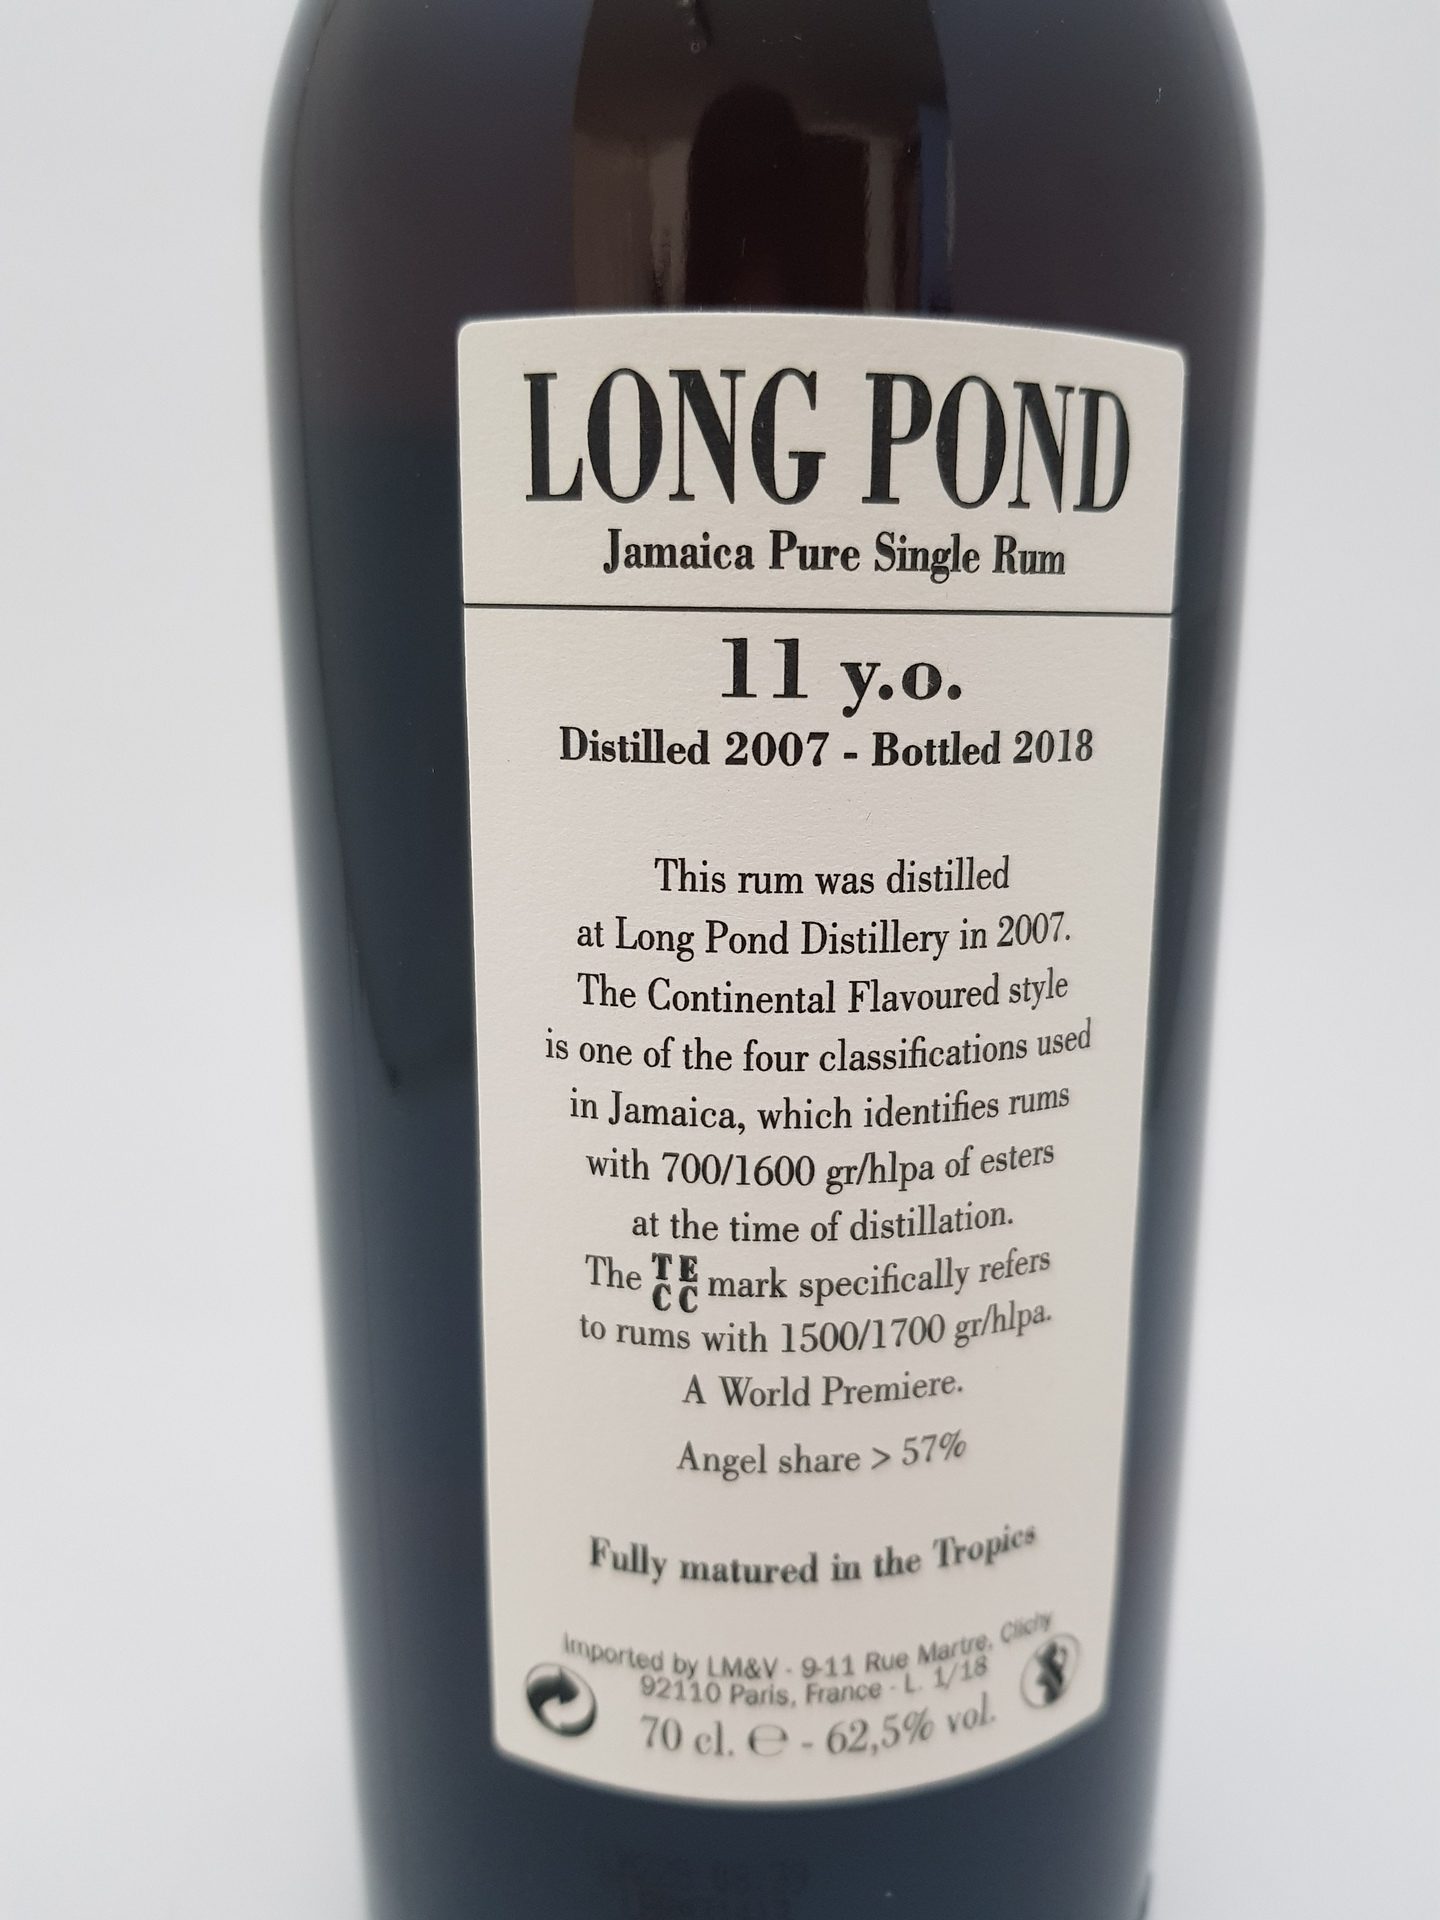 LONG POND
Jamaica Pure Single Rum
11 y.o.
Distilled 2007 - Bottled 2018
This rum was distilled
at Long Pond Distillery in 2007.
The Continental Flavoured style
is one of the four classifications used
in Jamaica, which identifies rums
with 700/1600 gr/hlpa of esters
at the time of distillation.
The TECC mark specifically refers
to rums with 1500/1700 gr/hlpa.
A World Premiere.
Angel share > 57%
Fully matured in the Tropics
Imported by LM&V - 9-11 Rue Martre, Clichy
92110 Paris, France - L. 1/18
70 cl. ℮ - 62,5% vol.